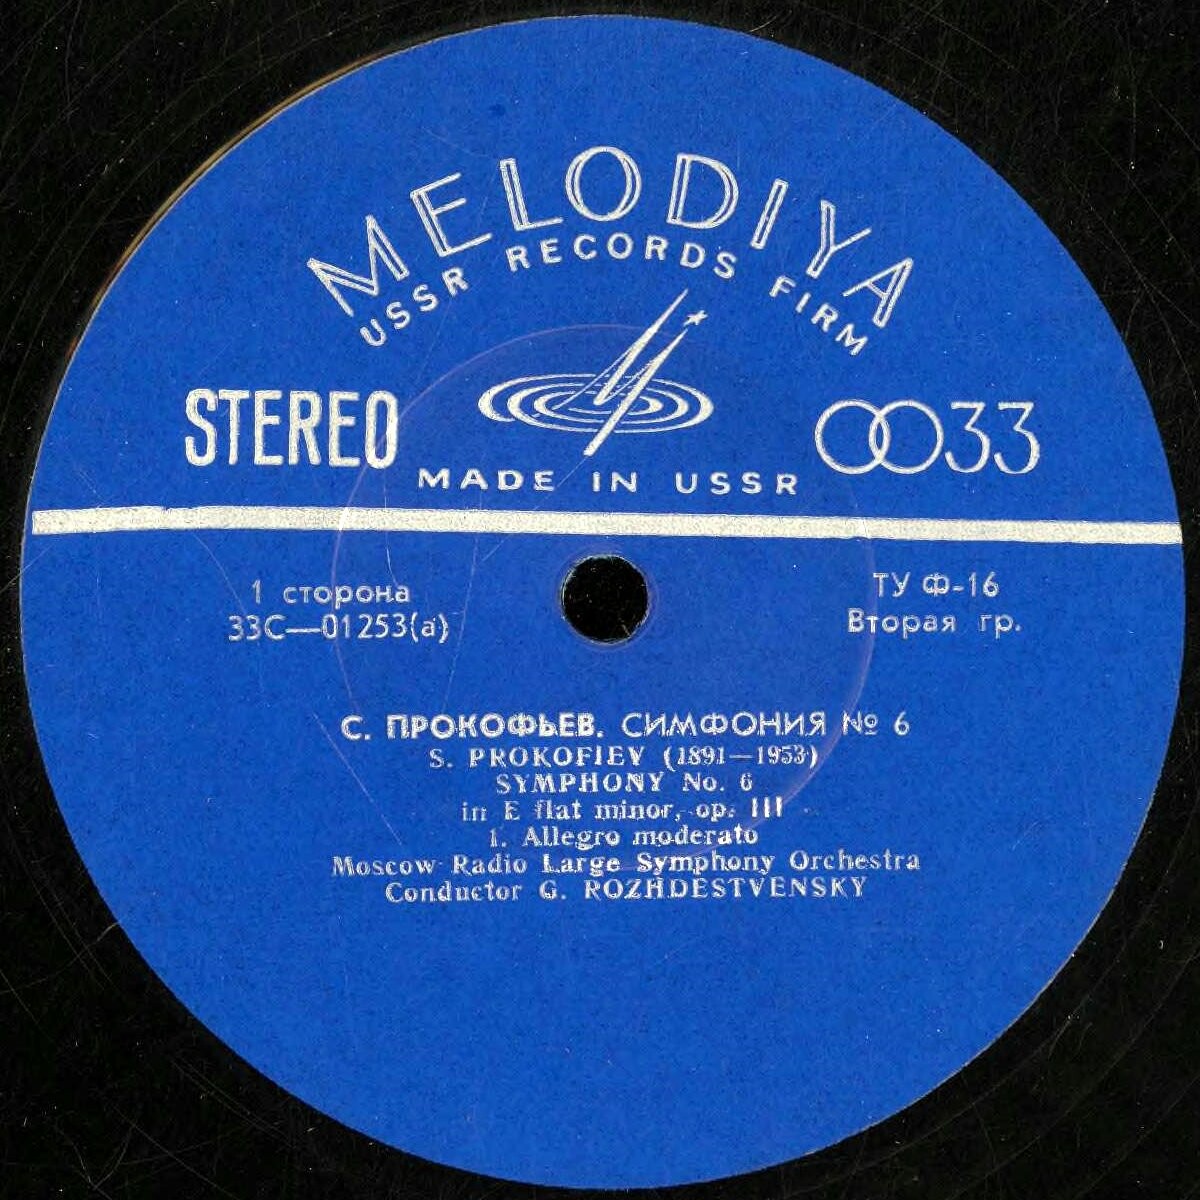 MELODIYA
USSR RECORDS FIRM
STEREO
33
MADE IN USSR
1 сторона
33С—01253(а)
ТУ Ф-16
Вторая гр.
С. ПРОКОФЬЕВ. СИМФОНИЯ № 6
S. PROKOFIEV (1891—1953)
SYMPHONY No. 6
in E flat minor, op. III
1. Allegro moderato
Moscow Radio Large Symphony Orchestra
Conductor G. ROZHDESTVENSKY